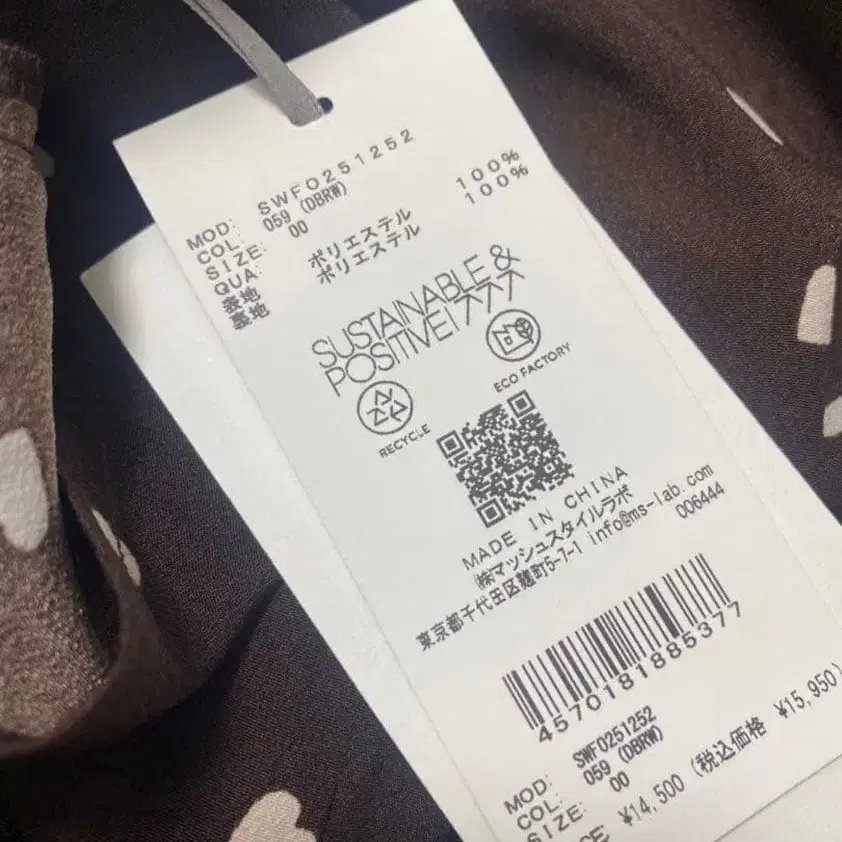 MOD: SWFO251252
COL: 059 (DBRW)
SIZE: 00
QUA:
表地 ポリエステル 100%
裏地 ポリエステル 100%
SUSTAINABLE &
POSITIVE! ↑↑↑
RECYCLE
ECO FACTORY
MADE IN CHINA
㈱マッシュスタイルラボ
東京都千代田区麹町5-7-1 info@ms-lab.com
006444
4570181885377
MOD: SWFO251252
COL: 059 (DBRW)
SIZE: 00
¥14,500 (税込価格 ¥15,950)